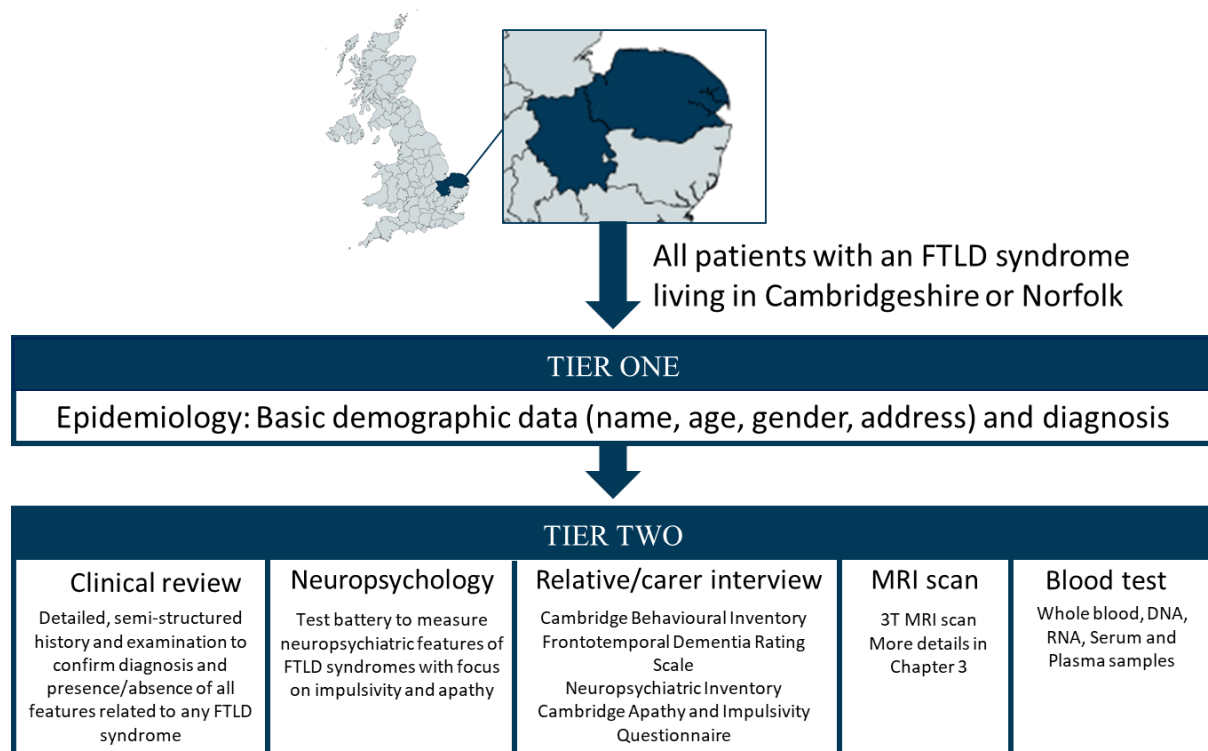 All patients with an FTLD syndrome
living in Cambridgeshire or Norfolk
TIER ONE
Epidemiology: Basic demographic data (name, age, gender, address) and diagnosis
TIER TWO
Clinical review
Detailed, semi-structured
history and examination to
confirm diagnosis and
presence/absence of all
features related to any FTLD
syndrome
Neuropsychology
Test battery to measure
neuropsychiatric features of
FTLD syndromes with focus
on impulsivity and apathy
Relative/carer interview
Cambridge Behavioural Inventory
Frontotemporal Dementia Rating
Scale
Neuropsychiatric Inventory
Cambridge Apathy and Impulsivity
Questionnaire
MRI scan
3T MRI scan
More details in
Chapter 3
Blood test
Whole blood, DNA,
RNA, Serum and
Plasma samples